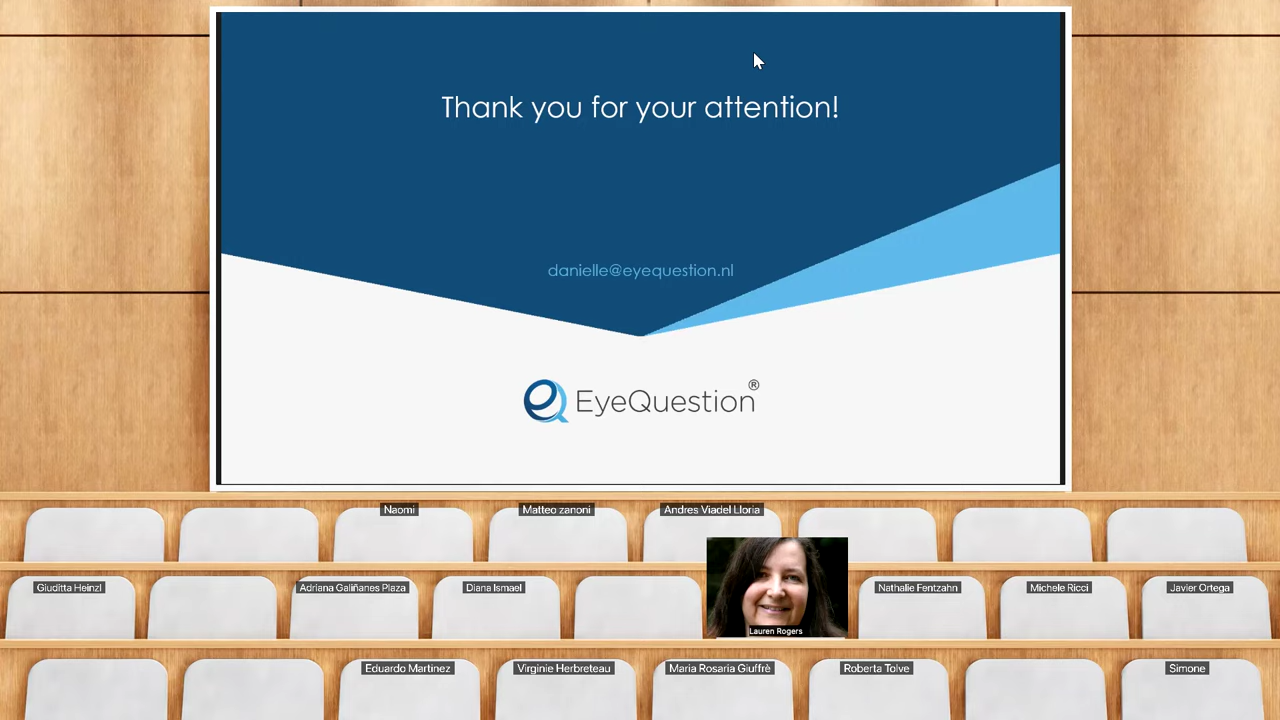 Thank you for your attention!
danielle@eyequestion.nl
EyeQuestion®
Naomi
Matteo zanoni
Andres Viadel Lloria
Giuditta Heinzl
Adriana Galiñanes Plaza
Diana Ismael
Lauren Rogers
Nathalie Fentzahn
Michele Ricci
Javier Ortega
Eduardo Martinez
Virginie Herbreteau
Maria Rosaria Giuffrè
Roberta Tolve
Simone